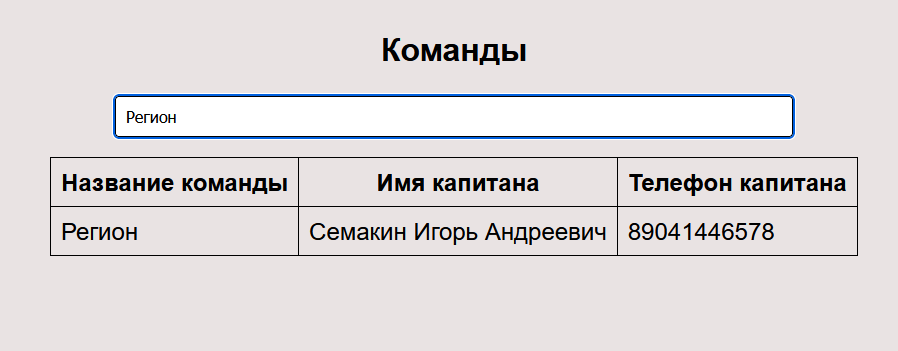 Команды
Регион
Название команды Имя капитана Телефон капитана
Регион Семакин Игорь Андреевич 89041446578